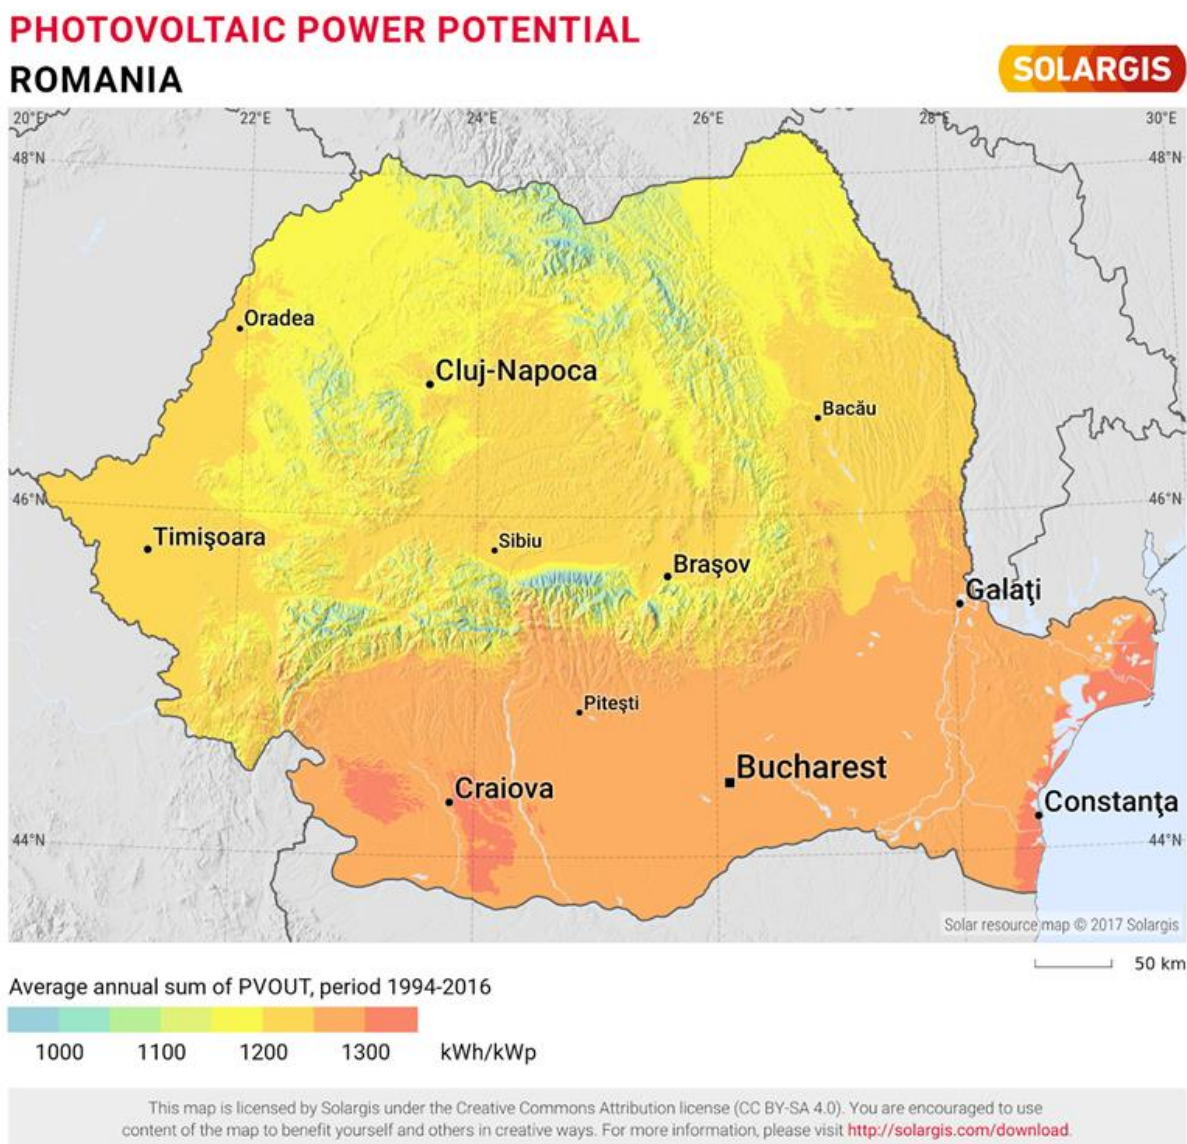 PHOTOVOLTAIC POWER POTENTIAL
ROMANIA
SOLARGIS
20°E 22°E 24°E 26°E 28°E 30°E
48°N 48°N
Oradea
Cluj-Napoca
Bacău
46°N 46°N
Timişoara
Sibiu
Braşov
Galaţi
Piteşti
Bucharest
Craiova
Constanţa
44°N 44°N
Solar resource map © 2017 Solargis
50 km
Average annual sum of PVOUT, period 1994-2016
1000 1100 1200 1300 kWh/kWp
This map is licensed by Solargis under the Creative Commons Attribution license (CC BY-SA 4.0). You are encouraged to use
content of the map to benefit yourself and others in creative ways. For more information, please visit http://solargis.com/download.